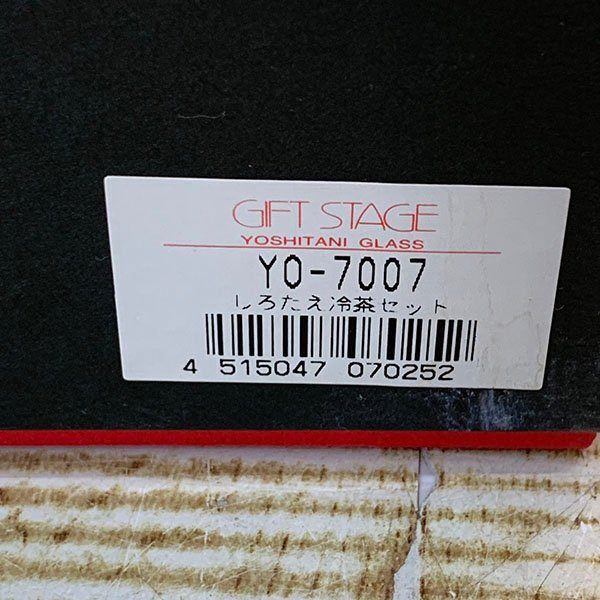 GIFT STAGE
YOSHITANI GLASS
YO-7007
しろたえ冷茶セット
4 515047 070252